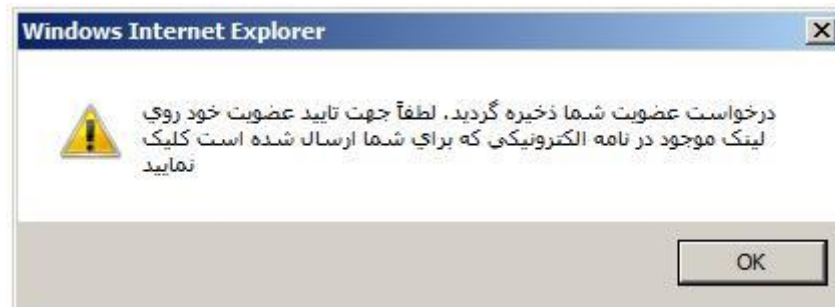 Windows Internet Explorer
درخواست عضویت شما ذخیره گردید. لطفاً جهت تایید عضویت خود روي
لینک موجود در نامه الکترونیکی که براي شما ارسال شده است کلیک
نمایید
OK